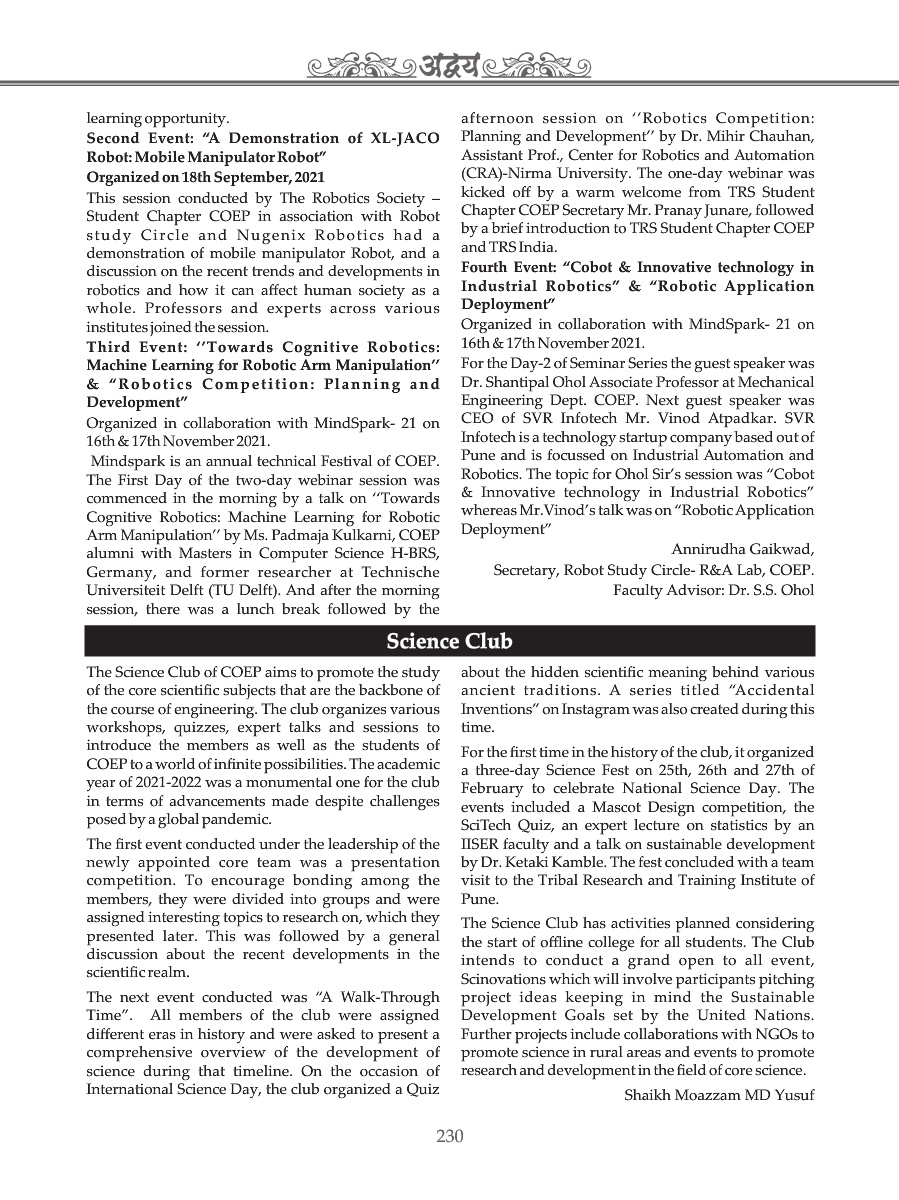 अद्वय
learning opportunity.
Second Event: “A Demonstration of XL-JACO
Robot: Mobile Manipulator Robot”
Organized on 18th September, 2021
This session conducted by The Robotics Society –
Student Chapter COEP in association with Robot
study Circle and Nugenix Robotics had a
demonstration of mobile manipulator Robot, and a
discussion on the recent trends and developments in
robotics and how it can affect human society as a
whole. Professors and experts across various
institutes joined the session.
Third Event: ‘‘Towards Cognitive Robotics:
Machine Learning for Robotic Arm Manipulation’’
& “Robotics Competition: Planning and
Development”
Organized in collaboration with MindSpark- 21 on
16th & 17th November 2021.
Mindspark is an annual technical Festival of COEP.
The First Day of the two-day webinar session was
commenced in the morning by a talk on ‘‘Towards
Cognitive Robotics: Machine Learning for Robotic
Arm Manipulation’’ by Ms. Padmaja Kulkarni, COEP
alumni with Masters in Computer Science H-BRS,
Germany, and former researcher at Technische
Universiteit Delft (TU Delft). And after the morning
session, there was a lunch break followed by the
afternoon session on ‘‘Robotics Competition:
Planning and Development’’ by Dr. Mihir Chauhan,
Assistant Prof., Center for Robotics and Automation
(CRA)-Nirma University. The one-day webinar was
kicked off by a warm welcome from TRS Student
Chapter COEP Secretary Mr. Pranay Junare, followed
by a brief introduction to TRS Student Chapter COEP
and TRS India.
Fourth Event: “Cobot & Innovative technology in
Industrial Robotics” & “Robotic Application
Deployment”
Organized in collaboration with MindSpark- 21 on
16th & 17th November 2021.
For the Day-2 of Seminar Series the guest speaker was
Dr. Shantipal Ohol Associate Professor at Mechanical
Engineering Dept. COEP. Next guest speaker was
CEO of SVR Infotech Mr. Vinod Atpadkar. SVR
Infotech is a technology startup company based out of
Pune and is focussed on Industrial Automation and
Robotics. The topic for Ohol Sir’s session was “Cobot
& Innovative technology in Industrial Robotics”
whereas Mr.Vinod’s talk was on “Robotic Application
Deployment”
Annirudha Gaikwad,
Secretary, Robot Study Circle- R&A Lab, COEP.
Faculty Advisor: Dr. S.S. Ohol
Science Club
The Science Club of COEP aims to promote the study
of the core scientific subjects that are the backbone of
the course of engineering. The club organizes various
workshops, quizzes, expert talks and sessions to
introduce the members as well as the students of
COEP to a world of infinite possibilities. The academic
year of 2021-2022 was a monumental one for the club
in terms of advancements made despite challenges
posed by a global pandemic.
The first event conducted under the leadership of the
newly appointed core team was a presentation
competition. To encourage bonding among the
members, they were divided into groups and were
assigned interesting topics to research on, which they
presented later. This was followed by a general
discussion about the recent developments in the
scientific realm.
The next event conducted was “A Walk-Through
Time”. All members of the club were assigned
different eras in history and were asked to present a
comprehensive overview of the development of
science during that timeline. On the occasion of
International Science Day, the club organized a Quiz
about the hidden scientific meaning behind various
ancient traditions. A series titled “Accidental
Inventions” on Instagram was also created during this
time.
For the first time in the history of the club, it organized
a three-day Science Fest on 25th, 26th and 27th of
February to celebrate National Science Day. The
events included a Mascot Design competition, the
SciTech Quiz, an expert lecture on statistics by an
IISER faculty and a talk on sustainable development
by Dr. Ketaki Kamble. The fest concluded with a team
visit to the Tribal Research and Training Institute of
Pune.
The Science Club has activities planned considering
the start of offline college for all students. The Club
intends to conduct a grand open to all event,
Scinovations which will involve participants pitching
project ideas keeping in mind the Sustainable
Development Goals set by the United Nations.
Further projects include collaborations with NGOs to
promote science in rural areas and events to promote
research and development in the field of core science.
Shaikh Moazzam MD Yusuf
230